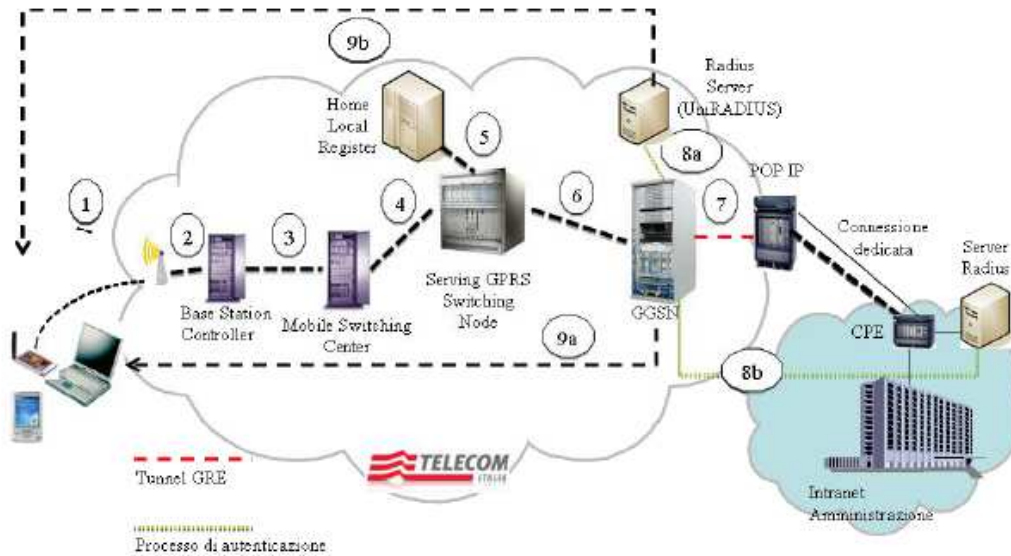 9b
Radius
Server
(UniRADIUS)
Home
Local
Register
5
8a
POP IP
1
4
6
7
2
3
Connessione
dedicata
Server
Radius
Serving GPRS
Switching
Node
GGSN
Base Station
Controller
Mobile Switching
Center
CPE
9a
8b
TELECOM
ITALIA
Tunnel GRE
Intranet
Amministrazione
Processo di autenticazione